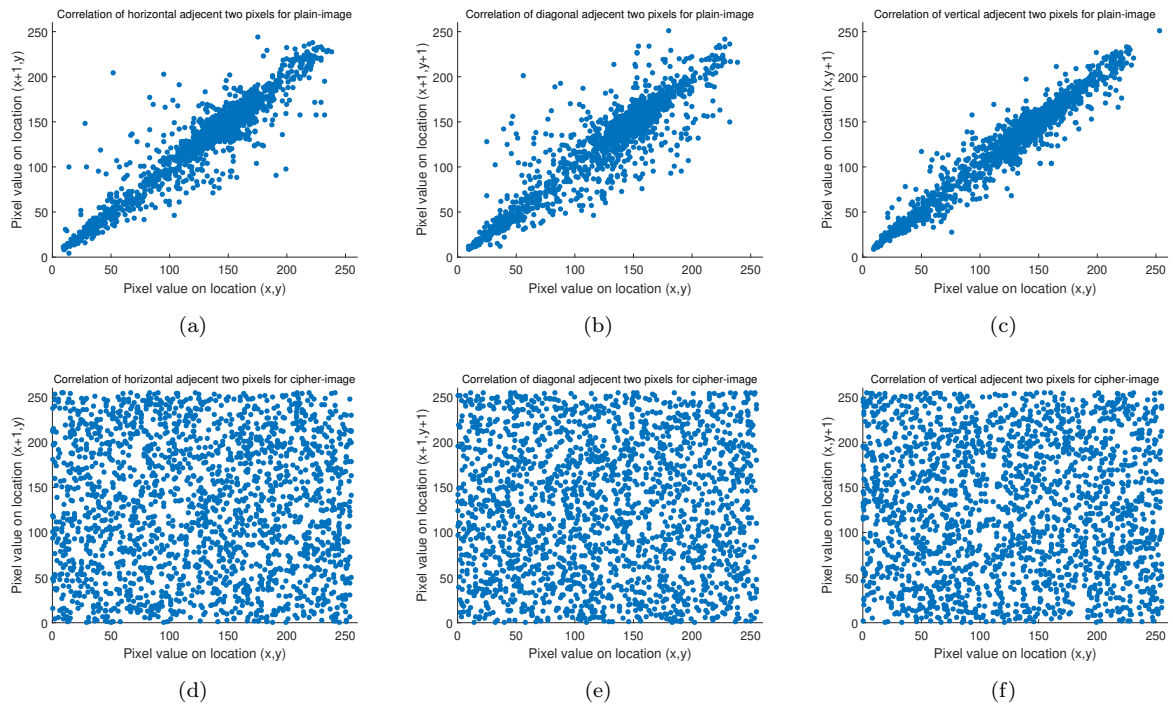 Correlation of horizontal adjecent two pixels for plain-image
Pixel value on location (x+1,y)
250
200
150
100
50
0
0 50 100 150 200 250
Pixel value on location (x,y)
(a)
Correlation of diagonal adjecent two pixels for plain-image
Pixel value on location (x+1,y+1)
250
200
150
100
50
0
0 50 100 150 200 250
Pixel value on location (x,y)
(b)
Correlation of vertical adjecent two pixels for plain-image
Pixel value on location (x,y+1)
250
200
150
100
50
0
0 50 100 150 200 250
Pixel value on location (x,y)
(c)
Correlation of horizontal adjecent two pixels for cipher-image
Pixel value on location (x+1,y)
250
200
150
100
50
0
0 50 100 150 200 250
Pixel value on location (x,y)
(d)
Correlation of diagonal adjecent two pixels for cipher-image
Pixel value on location (x+1,y+1)
250
200
150
100
50
0
0 50 100 150 200 250
Pixel value on location (x,y)
(e)
Correlation of vertical adjecent two pixels for cipher-image
Pixel value on location (x,y+1)
250
200
150
100
50
0
0 50 100 150 200 250
Pixel value on location (x,y)
(f)